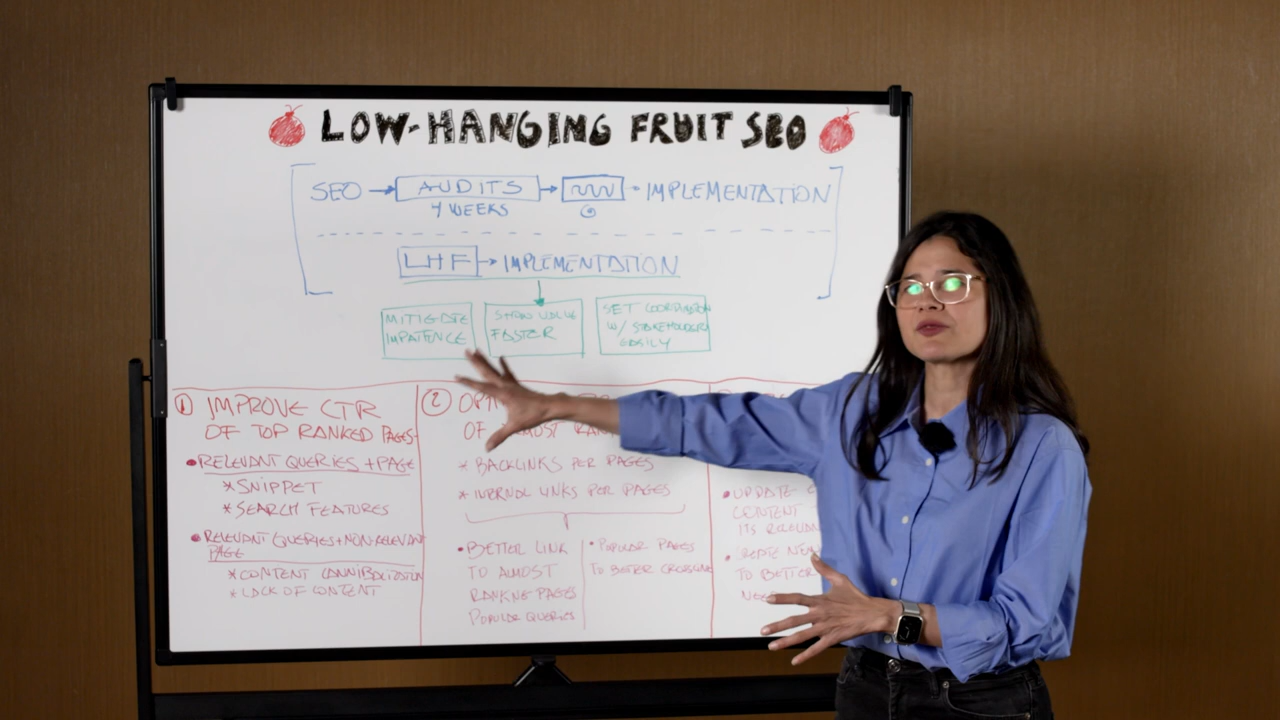 LOW-HANGING FRUIT SEO
SEO → AUDITS → → IMPLEMENTATION
4 WEEKS
LHF → IMPLEMENTATION
MITIGATE
IMPATIENCE
SHOW VALUE
FASTER
SET COORDINATION
W/ STAKEHOLDERS
EASILY
① IMPROVE CTR
OF TOP RANKED PAGES
• RELEVANT QUERIES + PAGE
* SNIPPET
* SEARCH FEATURES
• RELEVANT QUERIES + NON-RELEVANT
PAGE
* CONTENT CANNIBALIZATION
* LACK OF CONTENT
②
OF
* BACKLINKS PER PAGES
* INTERNAL LINKS PER PAGES
• BETTER LINK
TO ALMOST
RANKING PAGES
POPULAR QUERIES
• POPULAR PAGES
TO BETTER
• UPDATE
CONTENT
ITS
• CREATE NEW
TO BETTER